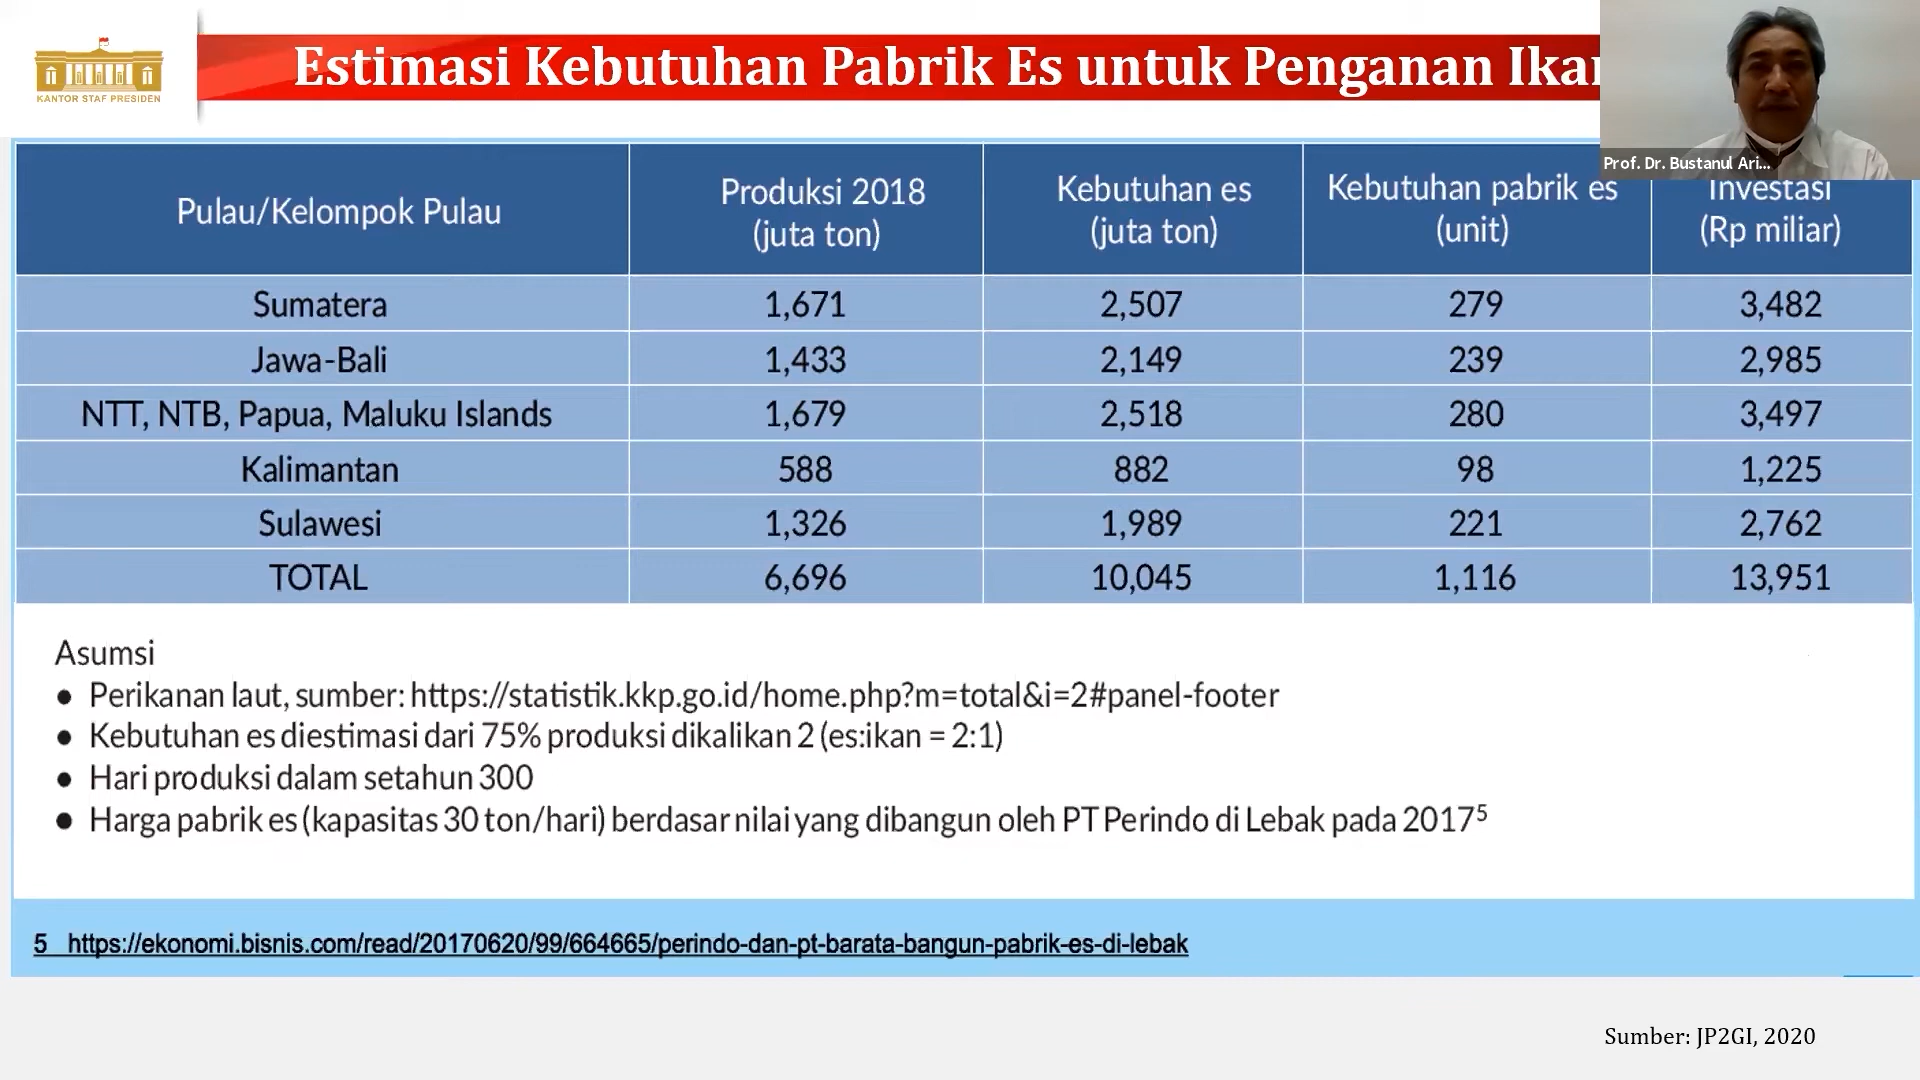 KANTOR STAF PRESIDEN
Estimasi Kebutuhan Pabrik Es untuk Penganan
Prof. Dr. Bustanul Ari...
Pulau/Kelompok Pulau
Produksi 2018
(juta ton)
Kebutuhan es
(juta ton)
Kebutuhan pabrik es
(unit)
Investasi
(Rp miliar)
Sumatera 1,671 2,507 279 3,482
Jawa-Bali 1,433 2,149 239 2,985
NTT, NTB, Papua, Maluku Islands 1,679 2,518 280 3,497
Kalimantan 588 882 98 1,225
Sulawesi 1,326 1,989 221 2,762
TOTAL 6,696 10,045 1,116 13,951
Asumsi
● Perikanan laut, sumber: https://statistik.kkp.go.id/home.php?m=total&i=2#panel-footer
● Kebutuhan es diestimasi dari 75% produksi dikalikan 2 (es:ikan = 2:1)
● Hari produksi dalam setahun 300
● Harga pabrik es (kapasitas 30 ton/hari) berdasar nilai yang dibangun oleh PT Perindo di Lebak pada 2017⁵
5 https://ekonomi.bisnis.com/read/20170620/99/664665/perindo-dan-pt-barata-bangun-pabrik-es-di-lebak
Sumber: JP2GI, 2020